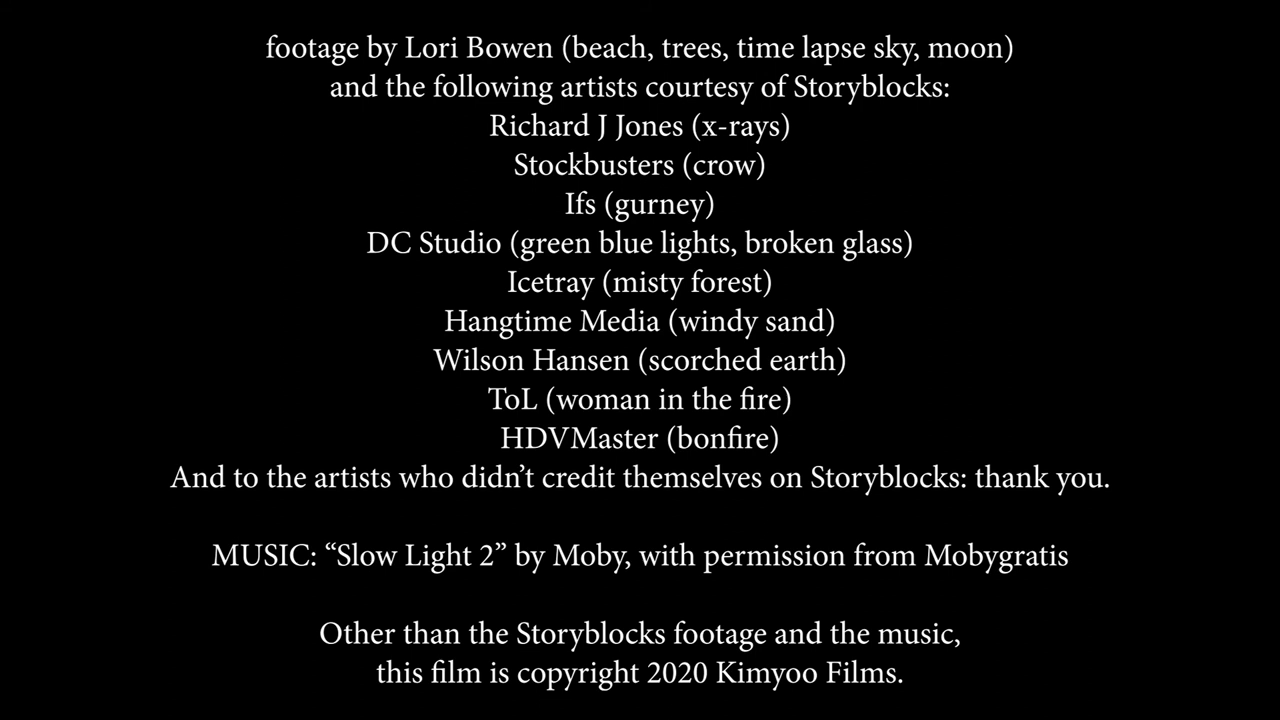 footage by Lori Bowen (beach, trees, time lapse sky, moon)
and the following artists courtesy of Storyblocks:
Richard J Jones (x-rays)
Stockbusters (crow)
Ifs (gurney)
DC Studio (green blue lights, broken glass)
Icetray (misty forest)
Hangtime Media (windy sand)
Wilson Hansen (scorched earth)
ToL (woman in the fire)
HDVMaster (bonfire)
And to the artists who didn’t credit themselves on Storyblocks: thank you.
MUSIC: “Slow Light 2” by Moby, with permission from Mobygratis
Other than the Storyblocks footage and the music,
this film is copyright 2020 Kimyoo Films.